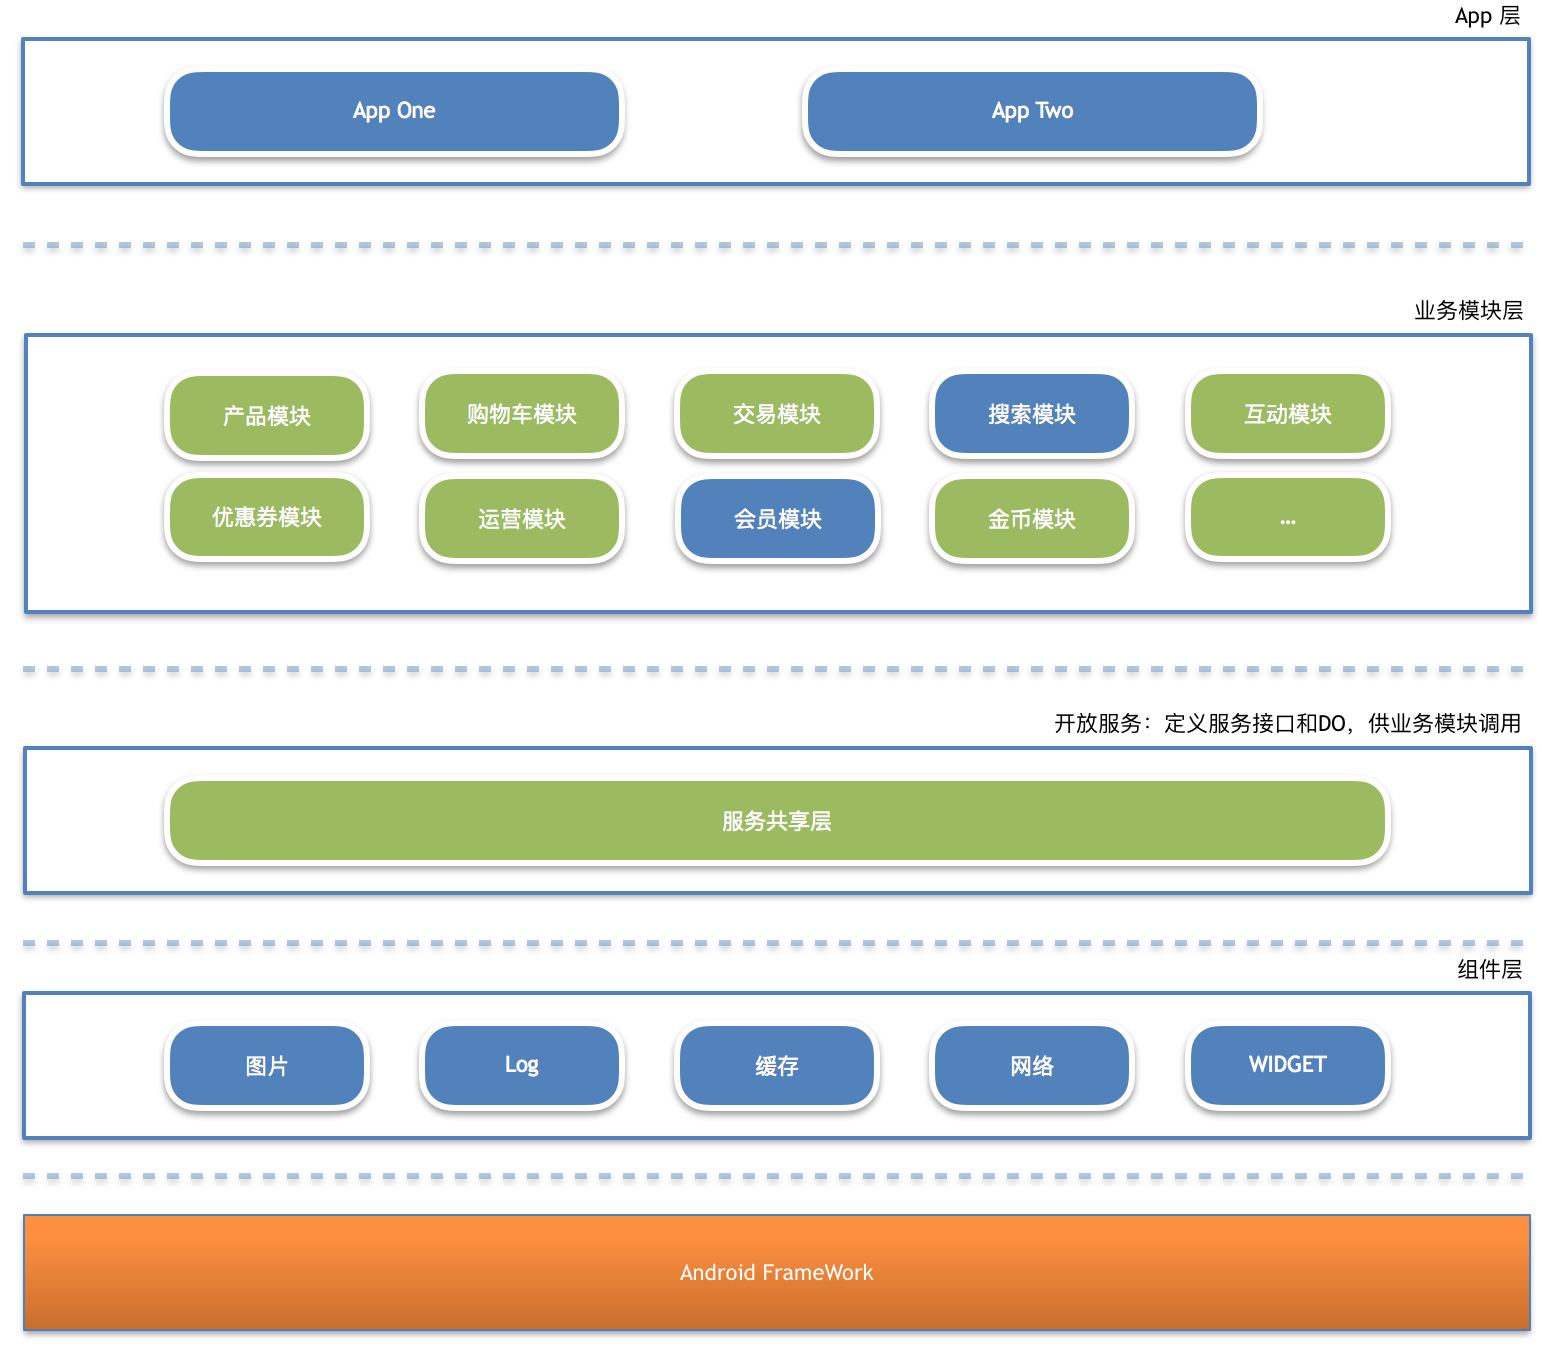 App 层
App One
App Two
业务模块层
产品模块
购物车模块
交易模块
搜索模块
互动模块
优惠券模块
运营模块
会员模块
金币模块
...
开放服务：定义服务接口和DO，供业务模块调用
服务共享层
组件层
图片
Log
缓存
网络
WIDGET
Android FrameWork